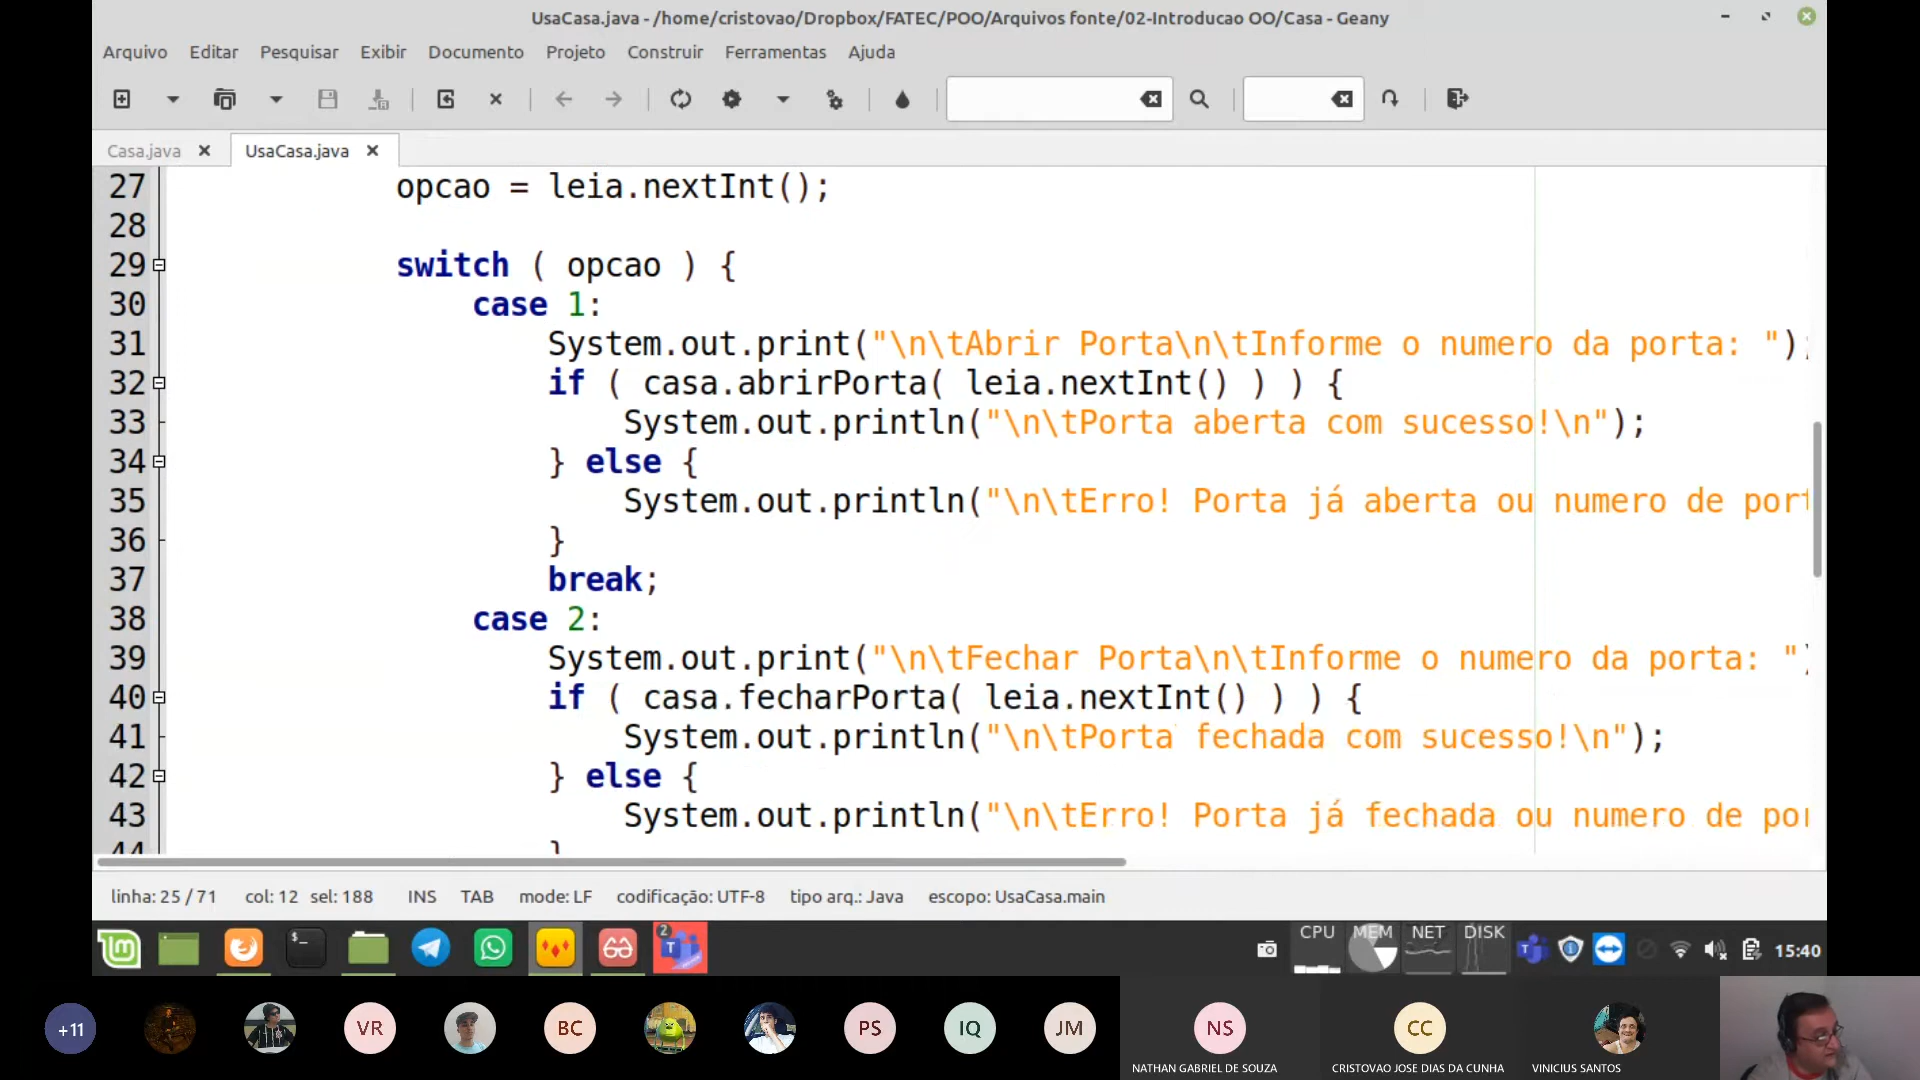 UsaCasa.java - /home/cristovao/Dropbox/FATEC/POO/Arquivos fonte/02-Introducao OO/Casa - Geany
Arquivo Editar Pesquisar Exibir Documento Projeto Construir Ferramentas Ajuda
Casa.java UsaCasa.java
27 opcao = leia.nextInt();
28
29 switch ( opcao ) {
30 case 1:
31 System.out.print("\n\tAbrir Porta\n\tInforme o numero da porta: ");
32 if ( casa.abrirPorta( leia.nextInt() ) ) {
33 System.out.println("\n\tPorta aberta com sucesso!\n");
34 } else {
35 System.out.println("\n\tErro! Porta já aberta ou numero de port
36 }
37 break;
38 case 2:
39 System.out.print("\n\tFechar Porta\n\tInforme o numero da porta: ")
40 if ( casa.fecharPorta( leia.nextInt() ) ) {
41 System.out.println("\n\tPorta fechada com sucesso!\n");
42 } else {
43 System.out.println("\n\tErro! Porta já fechada ou numero de por
44 }
linha: 25 / 71 col: 12 sel: 188 INS TAB mode: LF codificação: UTF-8 tipo arq.: Java escopo: UsaCasa.main
2 CPU MEM NET DISK 15:40
+11 VR BC PS IQ JM NS CC
NATHAN GABRIEL DE SOUZA CRISTOVAO JOSE DIAS DA CUNHA VINICIUS SANTOS